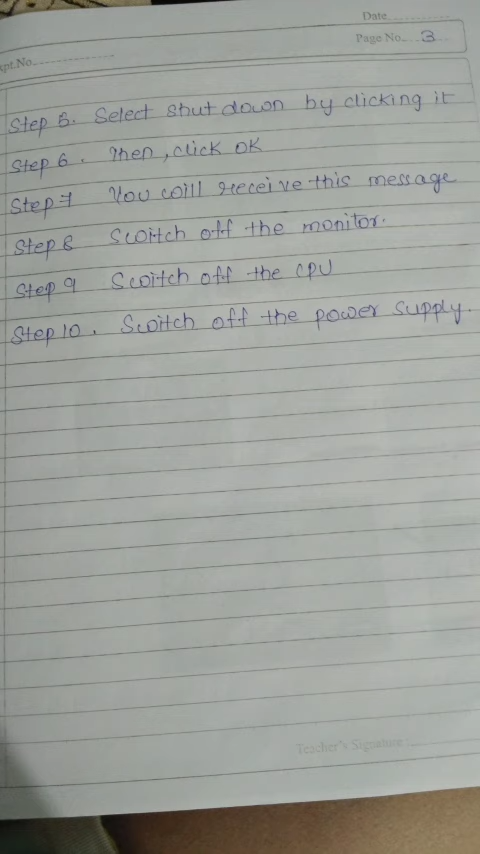 Date
Page No. 3
xpt.No.
Step 5. Select shut down by clicking it
Step 6. Then, click OK
Step 7 You will receive this message
Step 8 Switch off the monitor.
Step 9 Switch off the CPU
Step 10. Switch off the power supply.
Teacher's Signature :